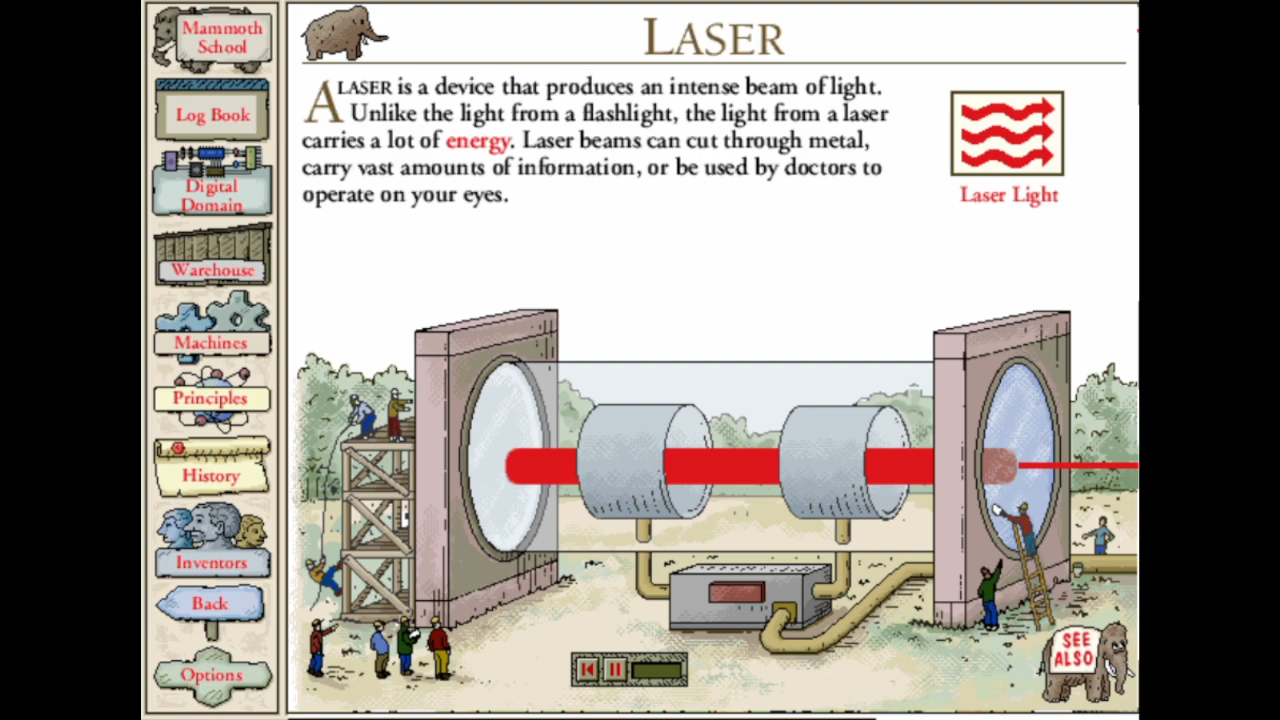 Mammoth
School
Log Book
Digital
Domain
Warehouse
Machines
Principles
History
Inventors
Back
Options
LASER
A LASER is a device that produces an intense beam of light.
Unlike the light from a flashlight, the light from a laser
carries a lot of energy. Laser beams can cut through metal,
carry vast amounts of information, or be used by doctors to
operate on your eyes.
Laser Light
SEE
ALSO